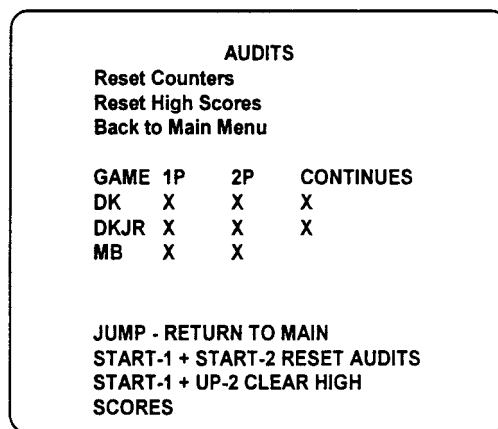 AUDITS
Reset Counters
Reset High Scores
Back to Main Menu
GAME 1P 2P CONTINUES
DK X X X
DKJR X X X
MB X X
JUMP - RETURN TO MAIN
START-1 + START-2 RESET AUDITS
START-1 + UP-2 CLEAR HIGH
SCORES